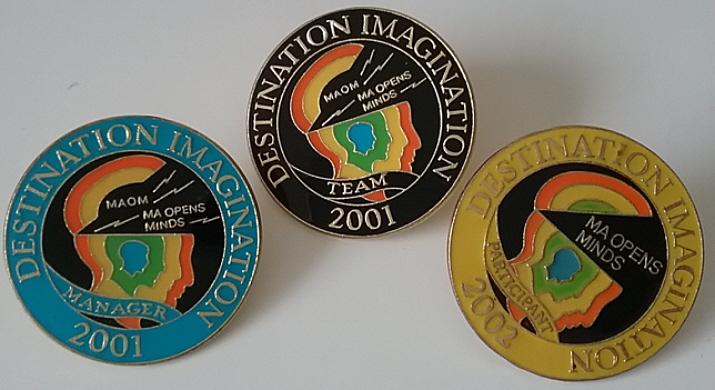 DESTINATION IMAGINATION
MAOM
MA OPENS
MINDS
MANAGER
2001
DESTINATION IMAGINATION
MAOM
MA OPENS
MINDS
TEAM
2001
DESTINATION IMAGINATION
MA OPENS
MINDS
PARTICIPANT
2002